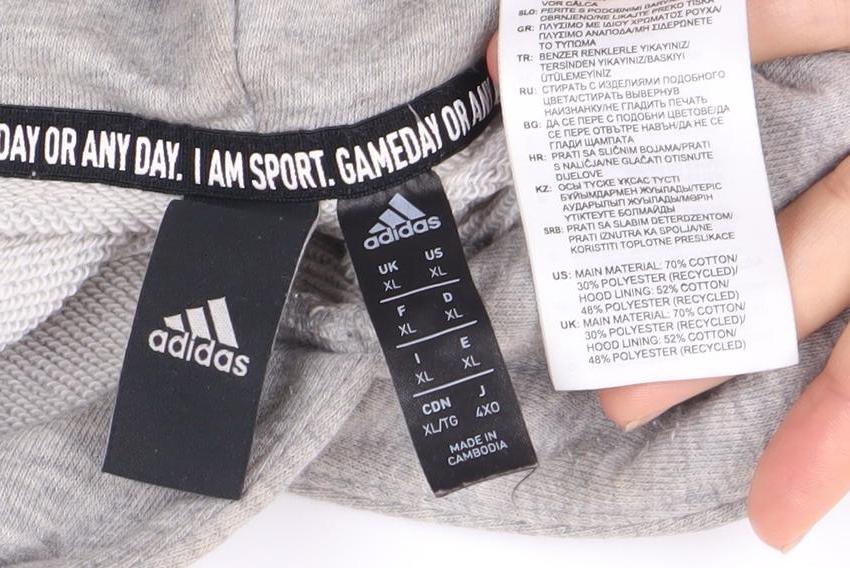 DAY OR ANY DAY. I AM SPORT. GAMEDAY OR ANY
adidas
adidas
UK US
XL XL
F D
XL XL
I E
XL XL
CDN J
XL/TG 4XO
MADE IN
CAMBODIA
VOR CÁLCA
SLO: PERITE S PODOBNIMI BARVAMI
OBRNJENO/NE LIKAJTE PREKO TISKA
GR: ΠΛΥΣΙΜΟ ΜΕ ΙΔΙΟΥ ΧΡΩΜΑΤΟΣ ΡΟΥΧΑ/
ΠΛΥΣΙΜΟ ΑΝΑΠΟΔΑ/ΜΗ ΣΙΔΕΡΩΝΕΤΕ
ΤΟ ΤΥΠΩΜΑ
TR: BENZER RENKLERLE YIKAYINIZ/
TERSİNDEN YIKAYINIZ/BASKIYI
ÜTÜLEMEYİNİZ
RU: СТИРАТЬ С ИЗДЕЛИЯМИ ПОДОБНОГО
ЦВЕТА/СТИРАТЬ ВЫВЕРНУВ
НАИЗНАНКУ/НЕ ГЛАДИТЬ ПЕЧАТЬ
BG: ДА СЕ ПЕРЕ С ПОДОБНИ ЦВЕТОВЕ/ДА
СЕ ПЕРЕ ОТВЪТРЕ НАВЪН/ДА НЕ СЕ
ГЛАДИ ЩАМПАТА
HR: PRATI SA SLIČNIM BOJAMA/PRATI
S NALIČJA/NE GLAČATI OTISNUTE
DIJELOVE
KZ: ОСЫ ТҮСКЕ ҰҚСАС ТҮСТІ
БҰЙЫМДАРМЕН ЖУЫЛАДЫ/ТЕРІС
АУДАРЫЛЫП ЖУЫЛАДЫ/МӨРІН
ҮТІКТЕУГЕ БОЛМАЙДЫ
SRB: PRATI SA SLABIM DETERDZENTOM/
PRATI IZNUTRA KA SPOLJA/NE
KORISTITI TOPLOTNE PRESLIKACE
US: MAIN MATERIAL: 70% COTTON/
30% POLYESTER (RECYCLED)/
HOOD LINING: 52% COTTON/
48% POLYESTER (RECYCLED)
UK: MAIN MATERIAL: 70% COTTON/
30% POLYESTER (RECYCLED)/
HOOD LINING: 52% COTTON/
48% POLYESTER (RECYCLED)